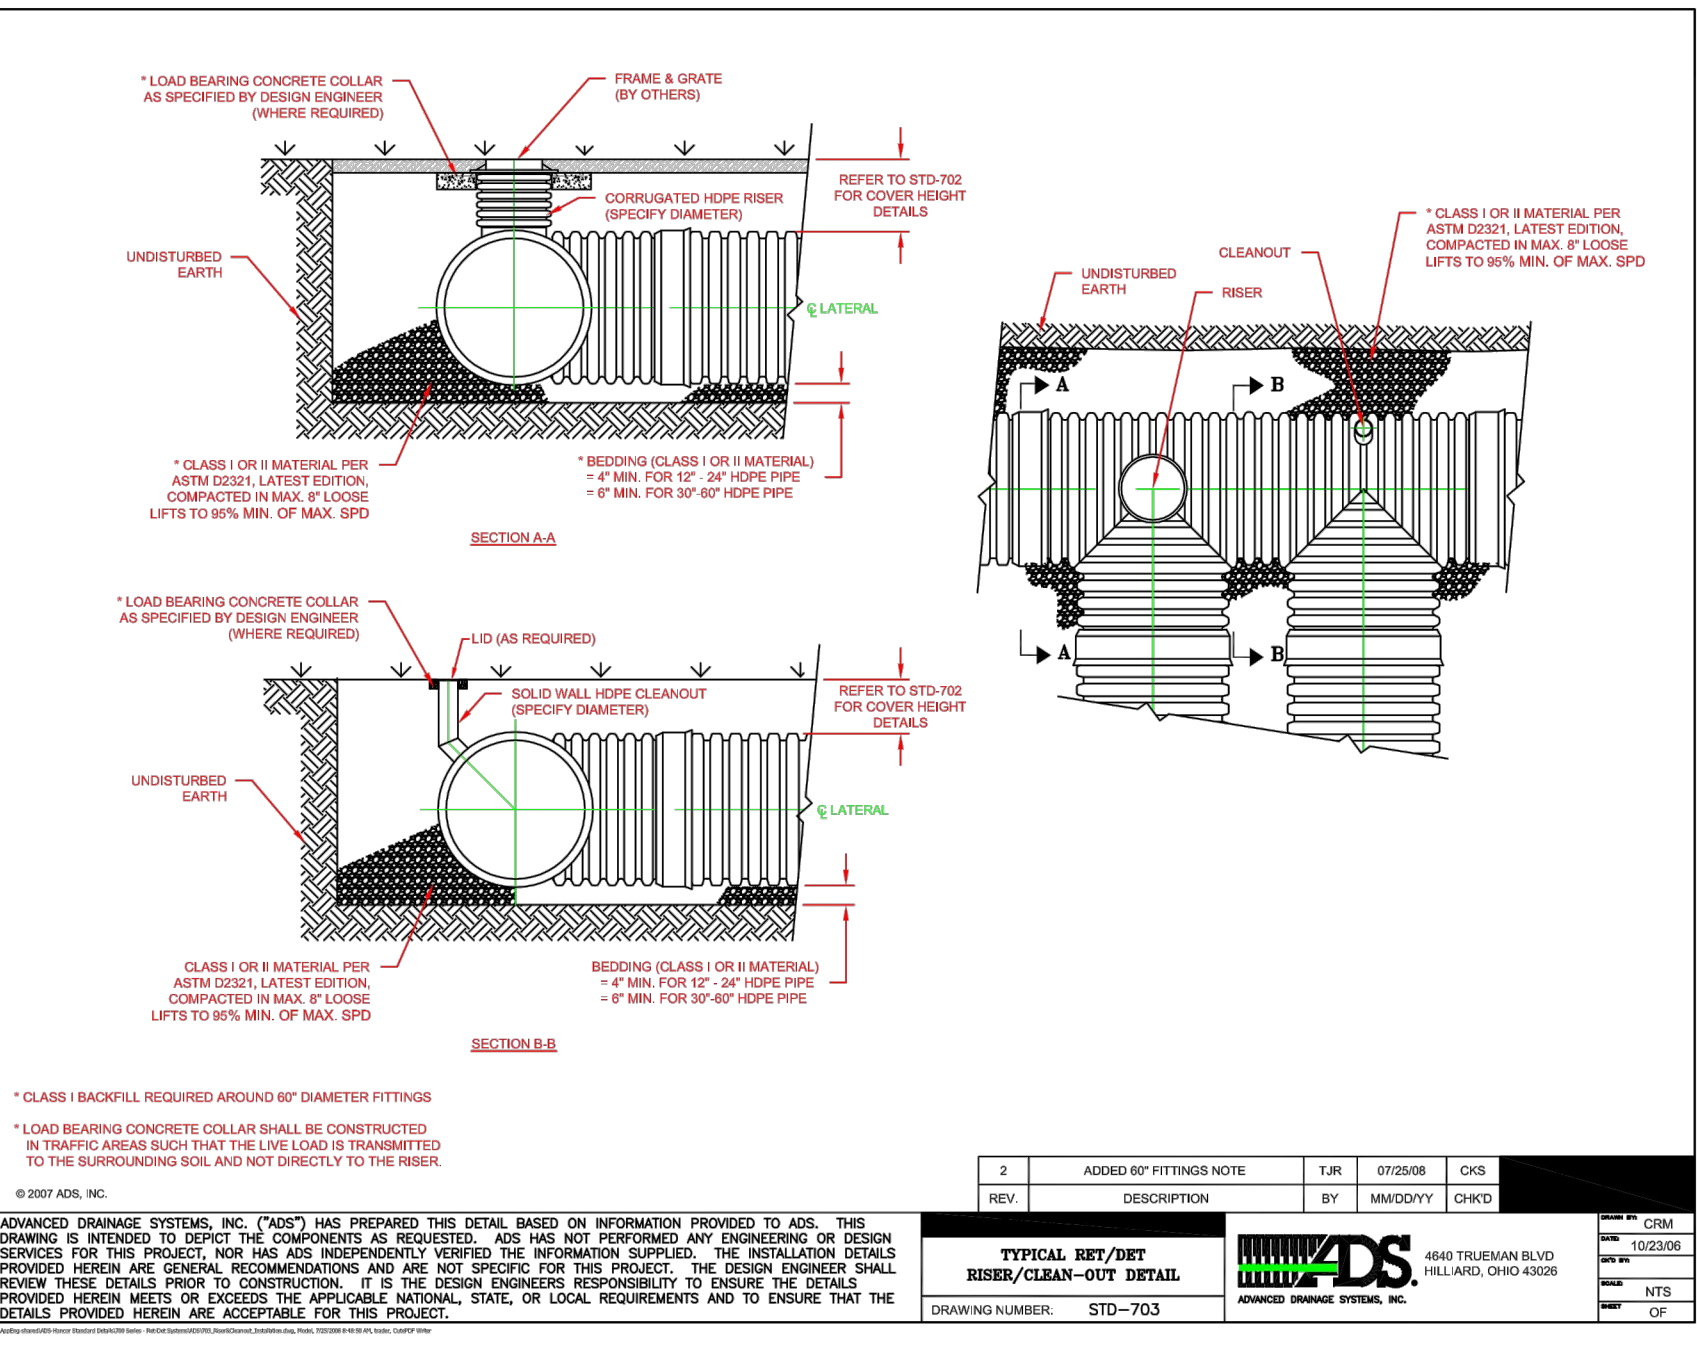 * LOAD BEARING CONCRETE COLLAR
AS SPECIFIED BY DESIGN ENGINEER
(WHERE REQUIRED)
FRAME & GRATE
(BY OTHERS)
REFER TO STD-702
FOR COVER HEIGHT
DETAILS
CORRUGATED HDPE RISER
(SPECIFY DIAMETER)
UNDISTURBED
EARTH
℄ LATERAL
* CLASS I OR II MATERIAL PER
ASTM D2321, LATEST EDITION,
COMPACTED IN MAX. 8" LOOSE
LIFTS TO 95% MIN. OF MAX. SPD
* BEDDING (CLASS I OR II MATERIAL)
= 4" MIN. FOR 12" - 24" HDPE PIPE
= 6" MIN. FOR 30"-60" HDPE PIPE
SECTION A-A
* CLASS I OR II MATERIAL PER
ASTM D2321, LATEST EDITION,
COMPACTED IN MAX. 8" LOOSE
LIFTS TO 95% MIN. OF MAX. SPD
CLEANOUT
UNDISTURBED
EARTH
RISER
A
B
A
B
* LOAD BEARING CONCRETE COLLAR
AS SPECIFIED BY DESIGN ENGINEER
(WHERE REQUIRED)
LID (AS REQUIRED)
SOLID WALL HDPE CLEANOUT
(SPECIFY DIAMETER)
REFER TO STD-702
FOR COVER HEIGHT
DETAILS
UNDISTURBED
EARTH
℄ LATERAL
CLASS I OR II MATERIAL PER
ASTM D2321, LATEST EDITION,
COMPACTED IN MAX. 8" LOOSE
LIFTS TO 95% MIN. OF MAX. SPD
BEDDING (CLASS I OR II MATERIAL)
= 4" MIN. FOR 12" - 24" HDPE PIPE
= 6" MIN. FOR 30"-60" HDPE PIPE
SECTION B-B
* CLASS I BACKFILL REQUIRED AROUND 60" DIAMETER FITTINGS
* LOAD BEARING CONCRETE COLLAR SHALL BE CONSTRUCTED
IN TRAFFIC AREAS SUCH THAT THE LIVE LOAD IS TRANSMITTED
TO THE SURROUNDING SOIL AND NOT DIRECTLY TO THE RISER.
© 2007 ADS, INC.
2 ADDED 60" FITTINGS NOTE TJR 07/25/08 CKS
REV. DESCRIPTION BY MM/DD/YY CHK'D
ADVANCED DRAINAGE SYSTEMS, INC. ("ADS") HAS PREPARED THIS DETAIL BASED ON INFORMATION PROVIDED TO ADS. THIS
DRAWING IS INTENDED TO DEPICT THE COMPONENTS AS REQUESTED. ADS HAS NOT PERFORMED ANY ENGINEERING OR DESIGN
SERVICES FOR THIS PROJECT, NOR HAS ADS INDEPENDENTLY VERIFIED THE INFORMATION SUPPLIED. THE INSTALLATION DETAILS
PROVIDED HEREIN ARE GENERAL RECOMMENDATIONS AND ARE NOT SPECIFIC FOR THIS PROJECT. THE DESIGN ENGINEER SHALL
REVIEW THESE DETAILS PRIOR TO CONSTRUCTION. IT IS THE DESIGN ENGINEERS RESPONSIBILITY TO ENSURE THE DETAILS
PROVIDED HEREIN MEETS OR EXCEEDS THE APPLICABLE NATIONAL, STATE, OR LOCAL REQUIREMENTS AND TO ENSURE THAT THE
DETAILS PROVIDED HEREIN ARE ACCEPTABLE FOR THIS PROJECT.
TYPICAL RET/DET
RISER/CLEAN-OUT DETAIL
DRAWING NUMBER: STD-703
ADS.
ADVANCED DRAINAGE SYSTEMS, INC.
4640 TRUEMAN BLVD
HILLIARD, OHIO 43026
DRAWN BY: CRM
DATE: 10/23/06
CK'D BY:
SCALE: NTS
SHEET OF